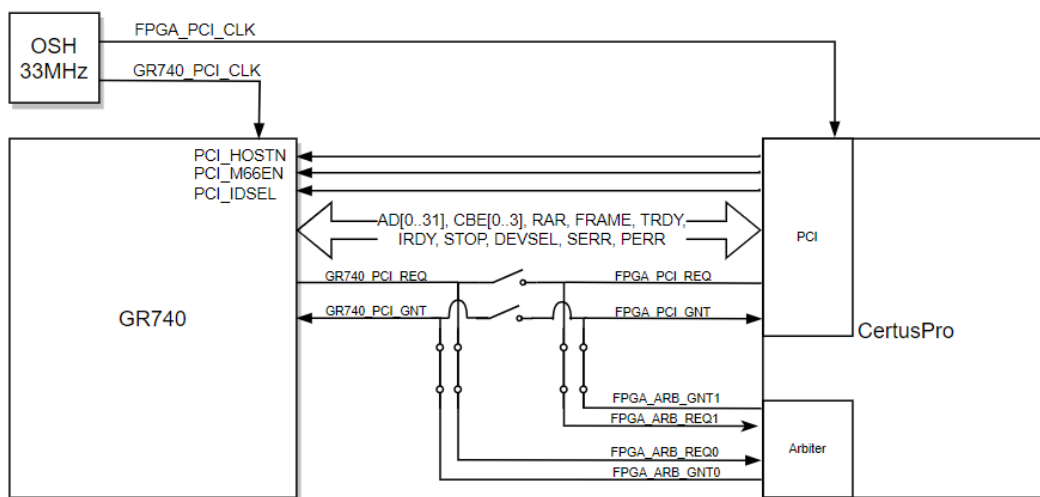 FPGA_PCI_CLK
OSH
33MHz
GR740_PCI_CLK
PCI_HOSTN
PCI_M66EN
PCI_IDSEL
AD[0..31], CBE[0..3], RAR, FRAME, TRDY,
IRDY, STOP, DEVSEL, SERR, PERR
PCI
GR740_PCI_REQ
FPGA_PCI_REQ
GR740_PCI_GNT
FPGA_PCI_GNT
GR740
CertusPro
FPGA_ARB_GNT1
FPGA_ARB_REQ1
Arbiter
FPGA_ARB_REQ0
FPGA_ARB_GNT0